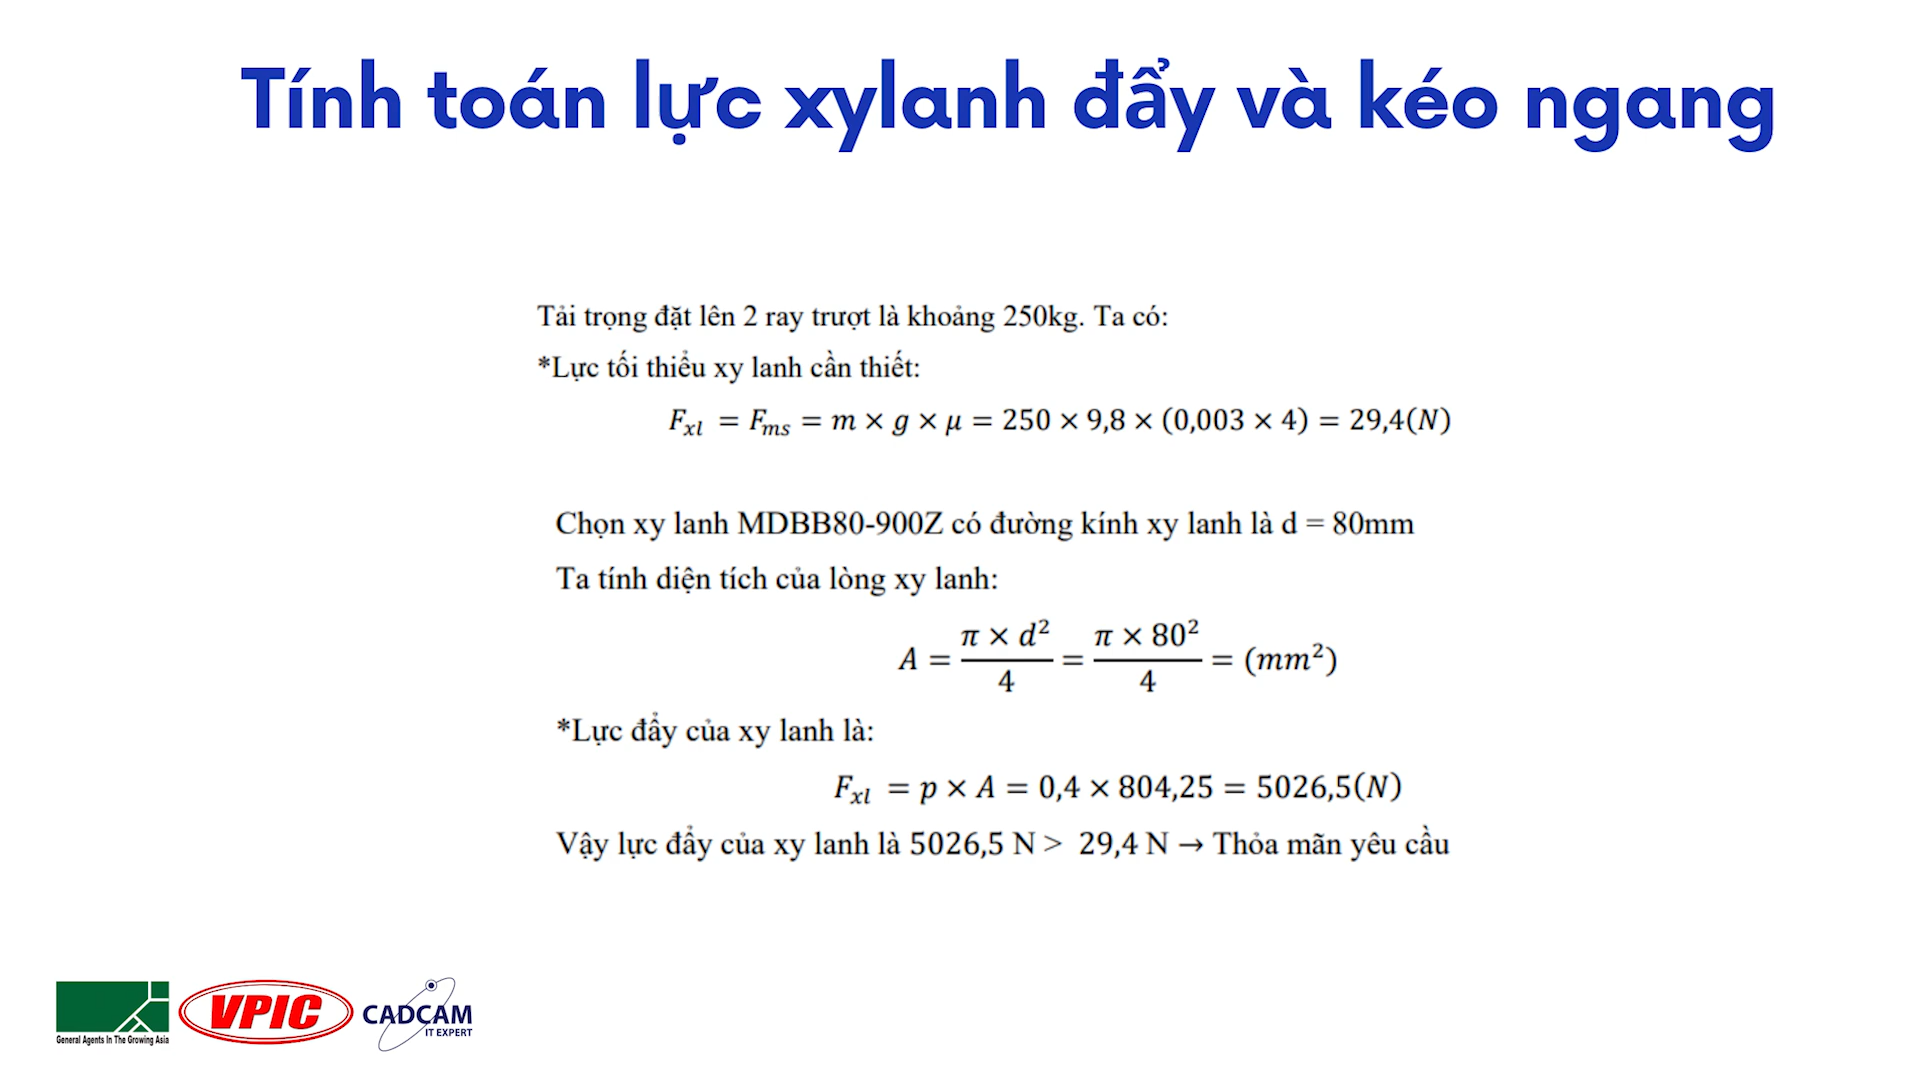 Tính toán lực xylanh đẩy và kéo ngang
Tải trọng đặt lên 2 ray trượt là khoảng 250kg. Ta có:
*Lực tối thiểu xy lanh cần thiết:
F_xl = F_ms = m × g × μ = 250 × 9,8 × (0,003 × 4) = 29,4(N)
Chọn xy lanh MDBB80-900Z có đường kính xy lanh là d = 80mm
Ta tính diện tích của lòng xy lanh:
A = (π × d²)/4 = (π × 80²)/4 = (mm²)
*Lực đẩy của xy lanh là:
F_xl = p × A = 0,4 × 804,25 = 5026,5(N)
Vậy lực đẩy của xy lanh là 5026,5 N > 29,4 N → Thỏa mãn yêu cầu
General Agents In The Growing Asia
VPIC
CADCAM
IT EXPERT